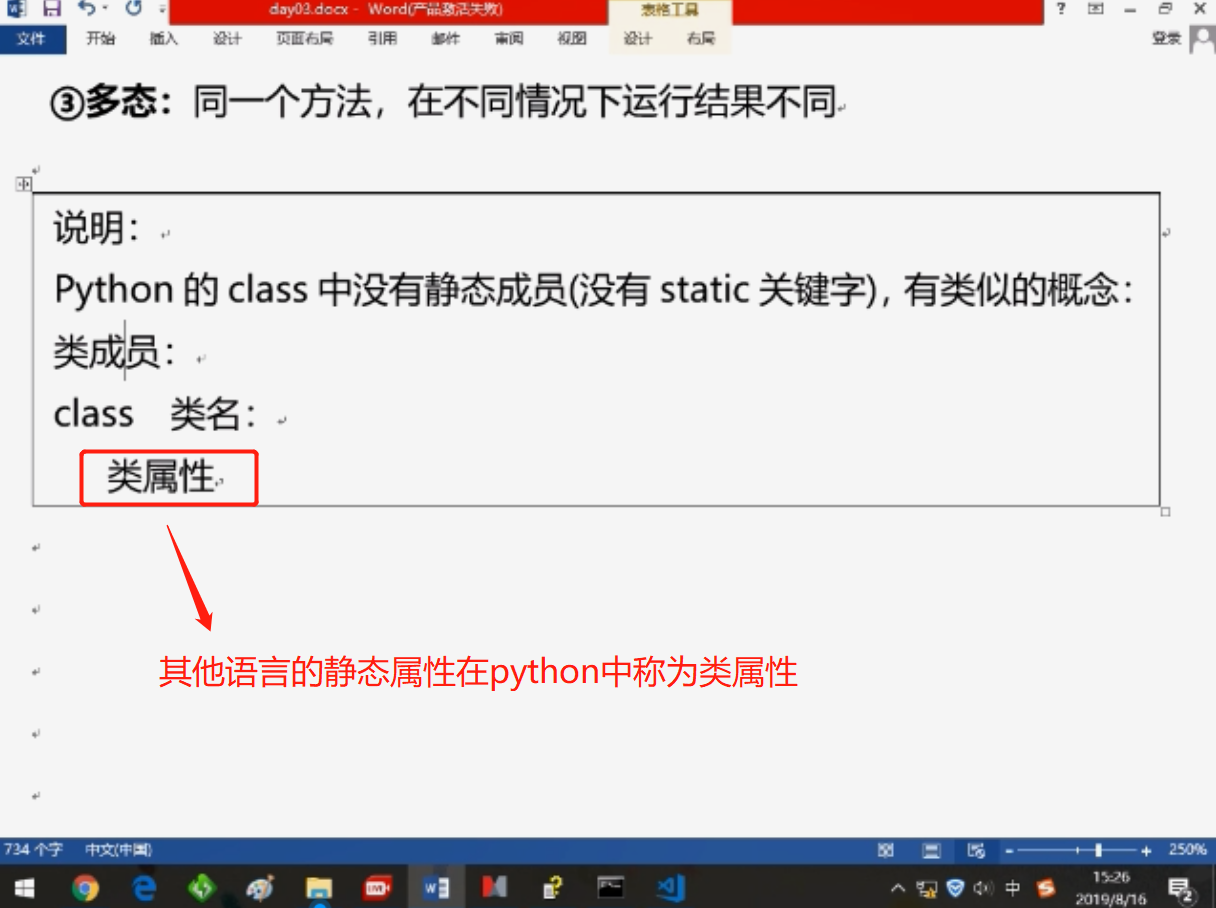 day03.docx - Word(产品激活失败)
表格工具
文件 开始 插入 设计 页面布局 引用 邮件 审阅 视图 设计 布局 登录
③多态：同一个方法，在不同情况下运行结果不同
说明：
Python 的 class 中没有静态成员(没有 static 关键字)，有类似的概念：
类成员：
class 类名：
类属性
其他语言的静态属性在python中称为类属性
734 个字 中文(中国) 250%
中 15:26
2019/8/16 2